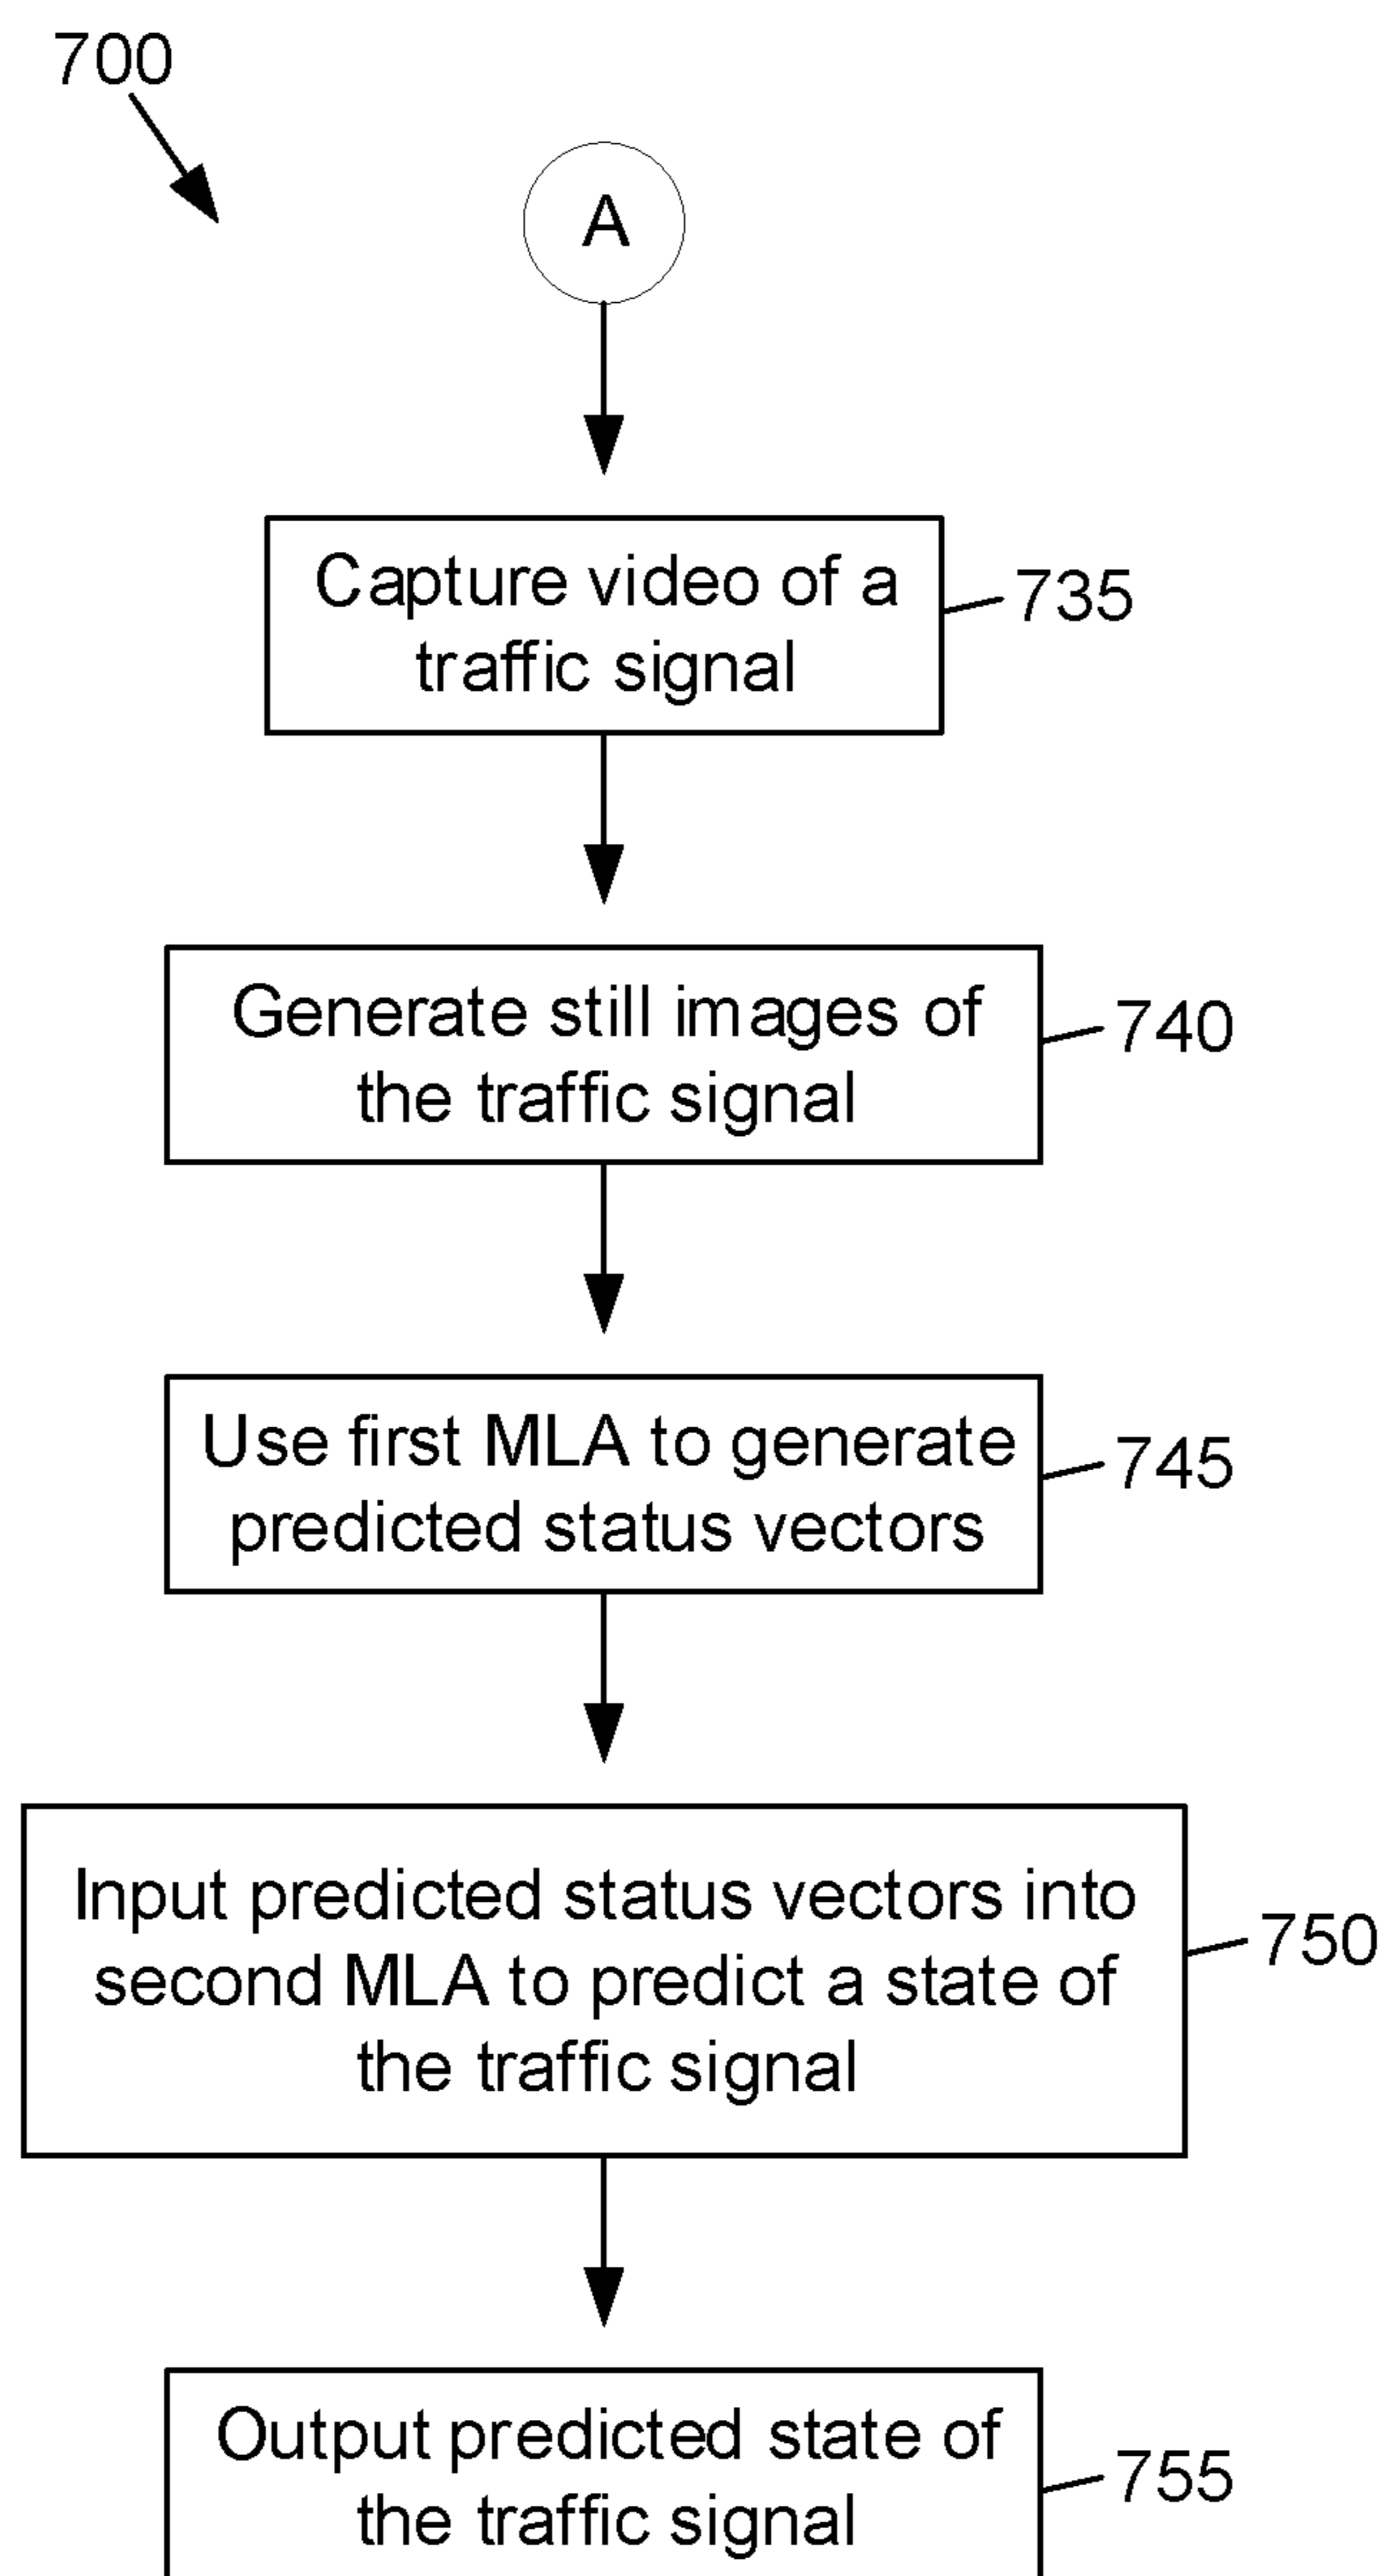 700
A
Capture video of a
traffic signal
735
Generate still images of
the traffic signal
740
Use first MLA to generate
predicted status vectors
745
Input predicted status vectors into
second MLA to predict a state of
the traffic signal
750
Output predicted state of
the traffic signal
755